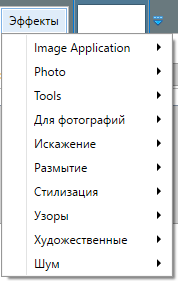 Эффекты
Image Application
Photo
Tools
Для фотографий
Искажение
Размытие
Стилизация
Узоры
Художественные
Шум